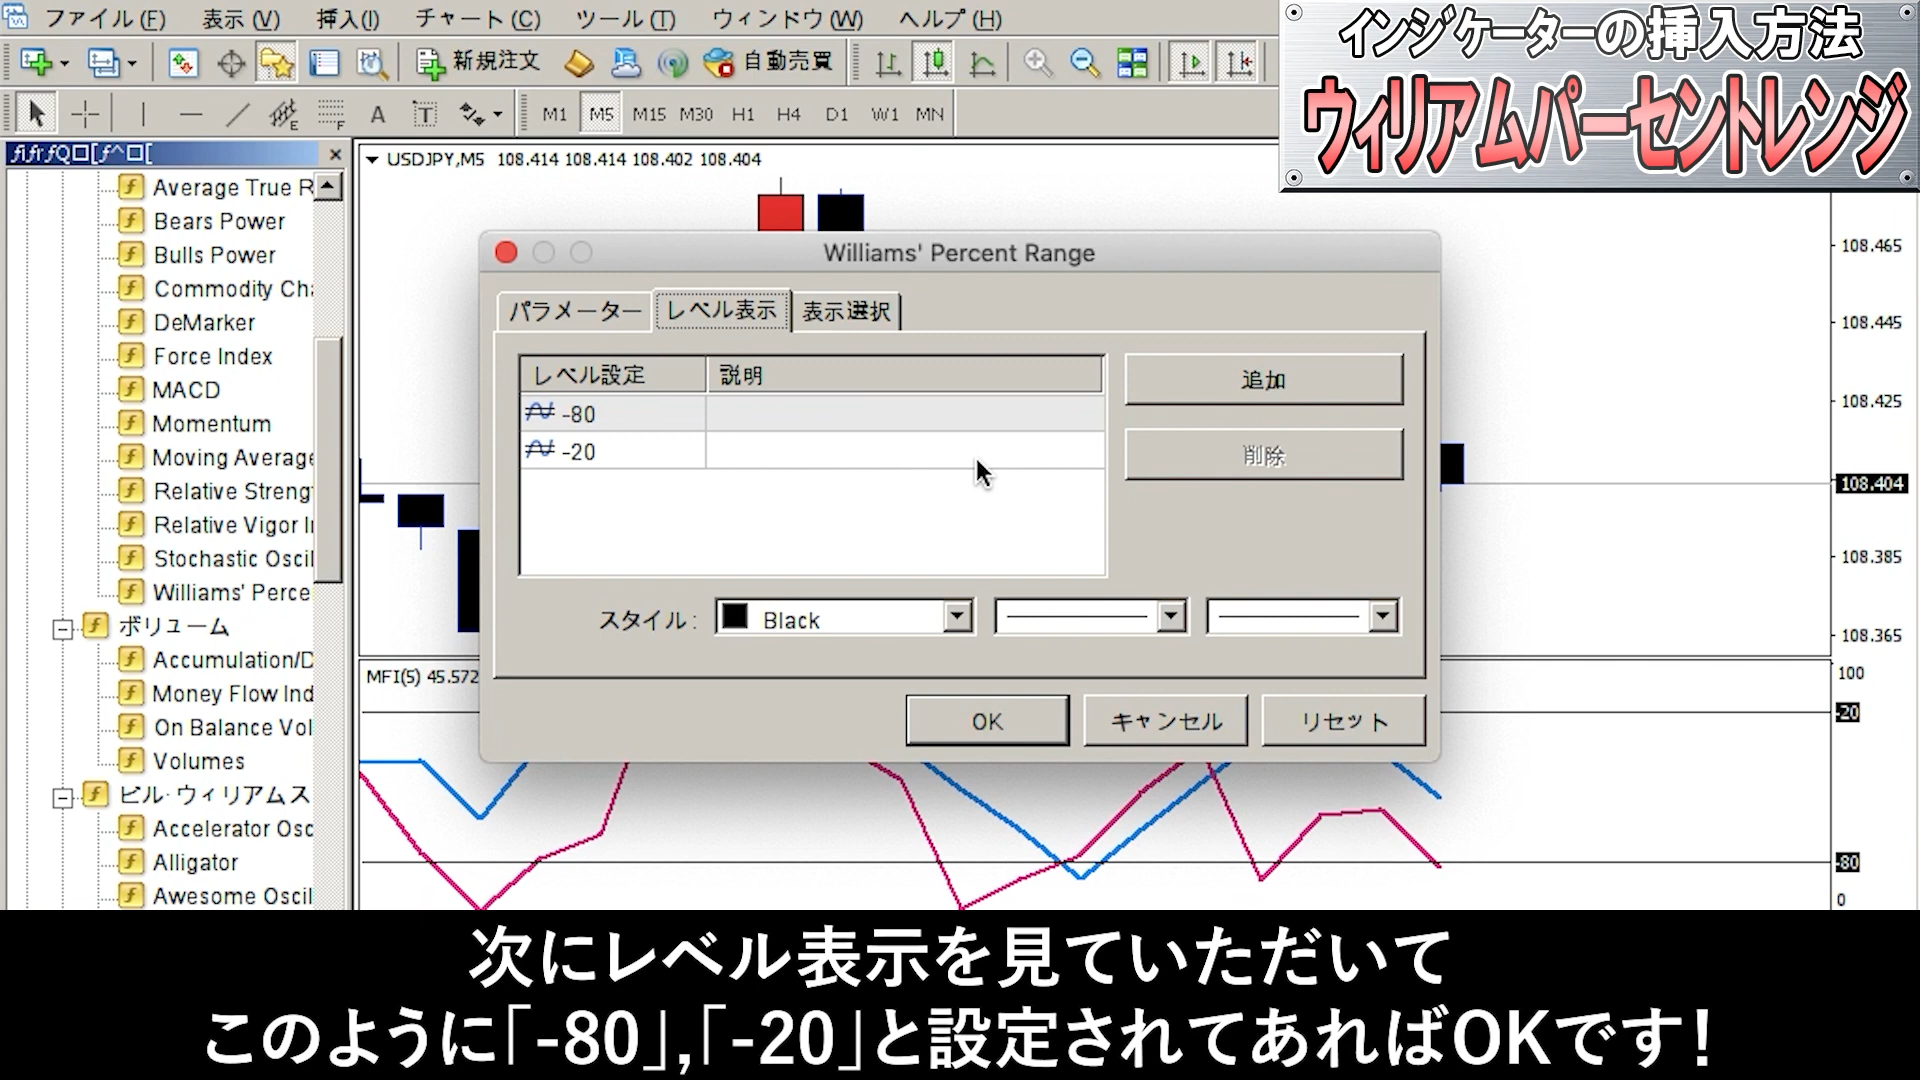 ファイル (F) 表示 (V) 挿入(I) チャート (C) ツール (T) ウィンドウ (W) ヘルプ (H)
インジケーターの挿入方法
ウィリアムパーセントレンジ
新規注文 自動売買
E F A T M1 M5 M15 M30 H1 H4 D1 W1 MN
USDJPY,M5 108.414 108.414 108.402 108.404
Average True R
Bears Power
Bulls Power
Commodity Cha
DeMarker
Force Index
MACD
Momentum
Moving Average
Relative Streng
Relative Vigor I
Stochastic Oscil
Williams' Perce
ボリューム
Accumulation/D
Money Flow Ind
On Balance Vol
Volumes
ビル・ウィリアムス
Accelerator Osc
Alligator
Awesome Oscil
Williams' Percent Range
パラメーター レベル表示 表示選択
レベル設定 説明
-80
-20
追加
削除
スタイル: Black
OK キャンセル リセット
108.465
108.445
108.425
108.404
108.385
108.365
MFI(5) 45.572
100
-20
-80
0
次にレベル表示を見ていただいて
このように「-80」,「-20」と設定されてあればOKです!